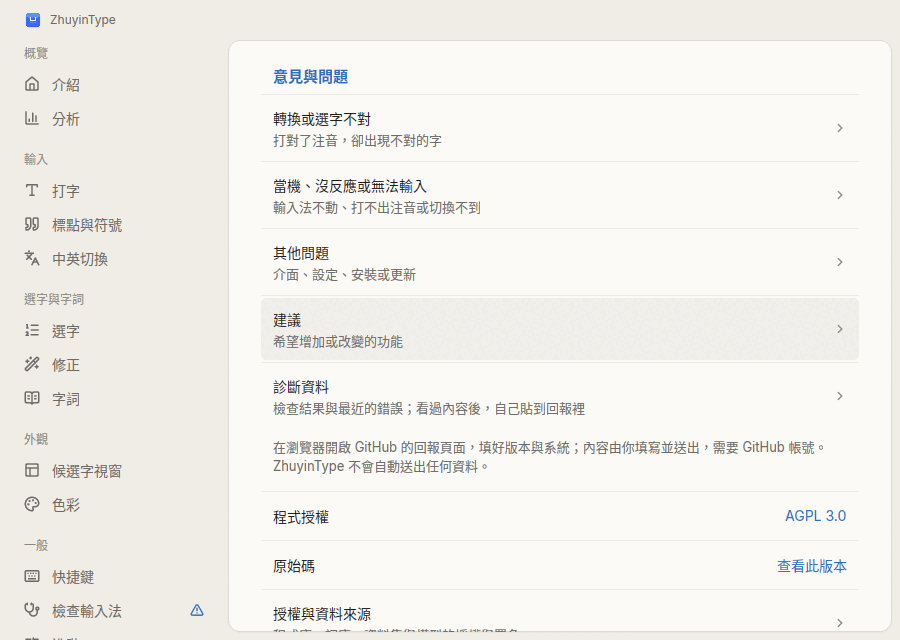 ZhuyinType
概覽
介紹
分析
輸入
打字
標點與符號
中英切換
選字與字詞
選字
修正
字詞
外觀
候選字視窗
色彩
一般
快捷鍵
檢查輸入法
意見與問題
轉換或選字不對
打對了注音，卻出現不對的字
當機、沒反應或無法輸入
輸入法不動、打不出注音或切換不到
其他問題
介面、設定、安裝或更新
建議
希望增加或改變的功能
診斷資料
檢查結果與最近的錯誤；看過內容後，自己貼到回報裡
在瀏覽器開啟 GitHub 的回報頁面，填好版本與系統；內容由你填寫並送出，需要 GitHub 帳號。
ZhuyinType 不會自動送出任何資料。
程式授權
AGPL 3.0
原始碼
查看此版本
授權與資料來源